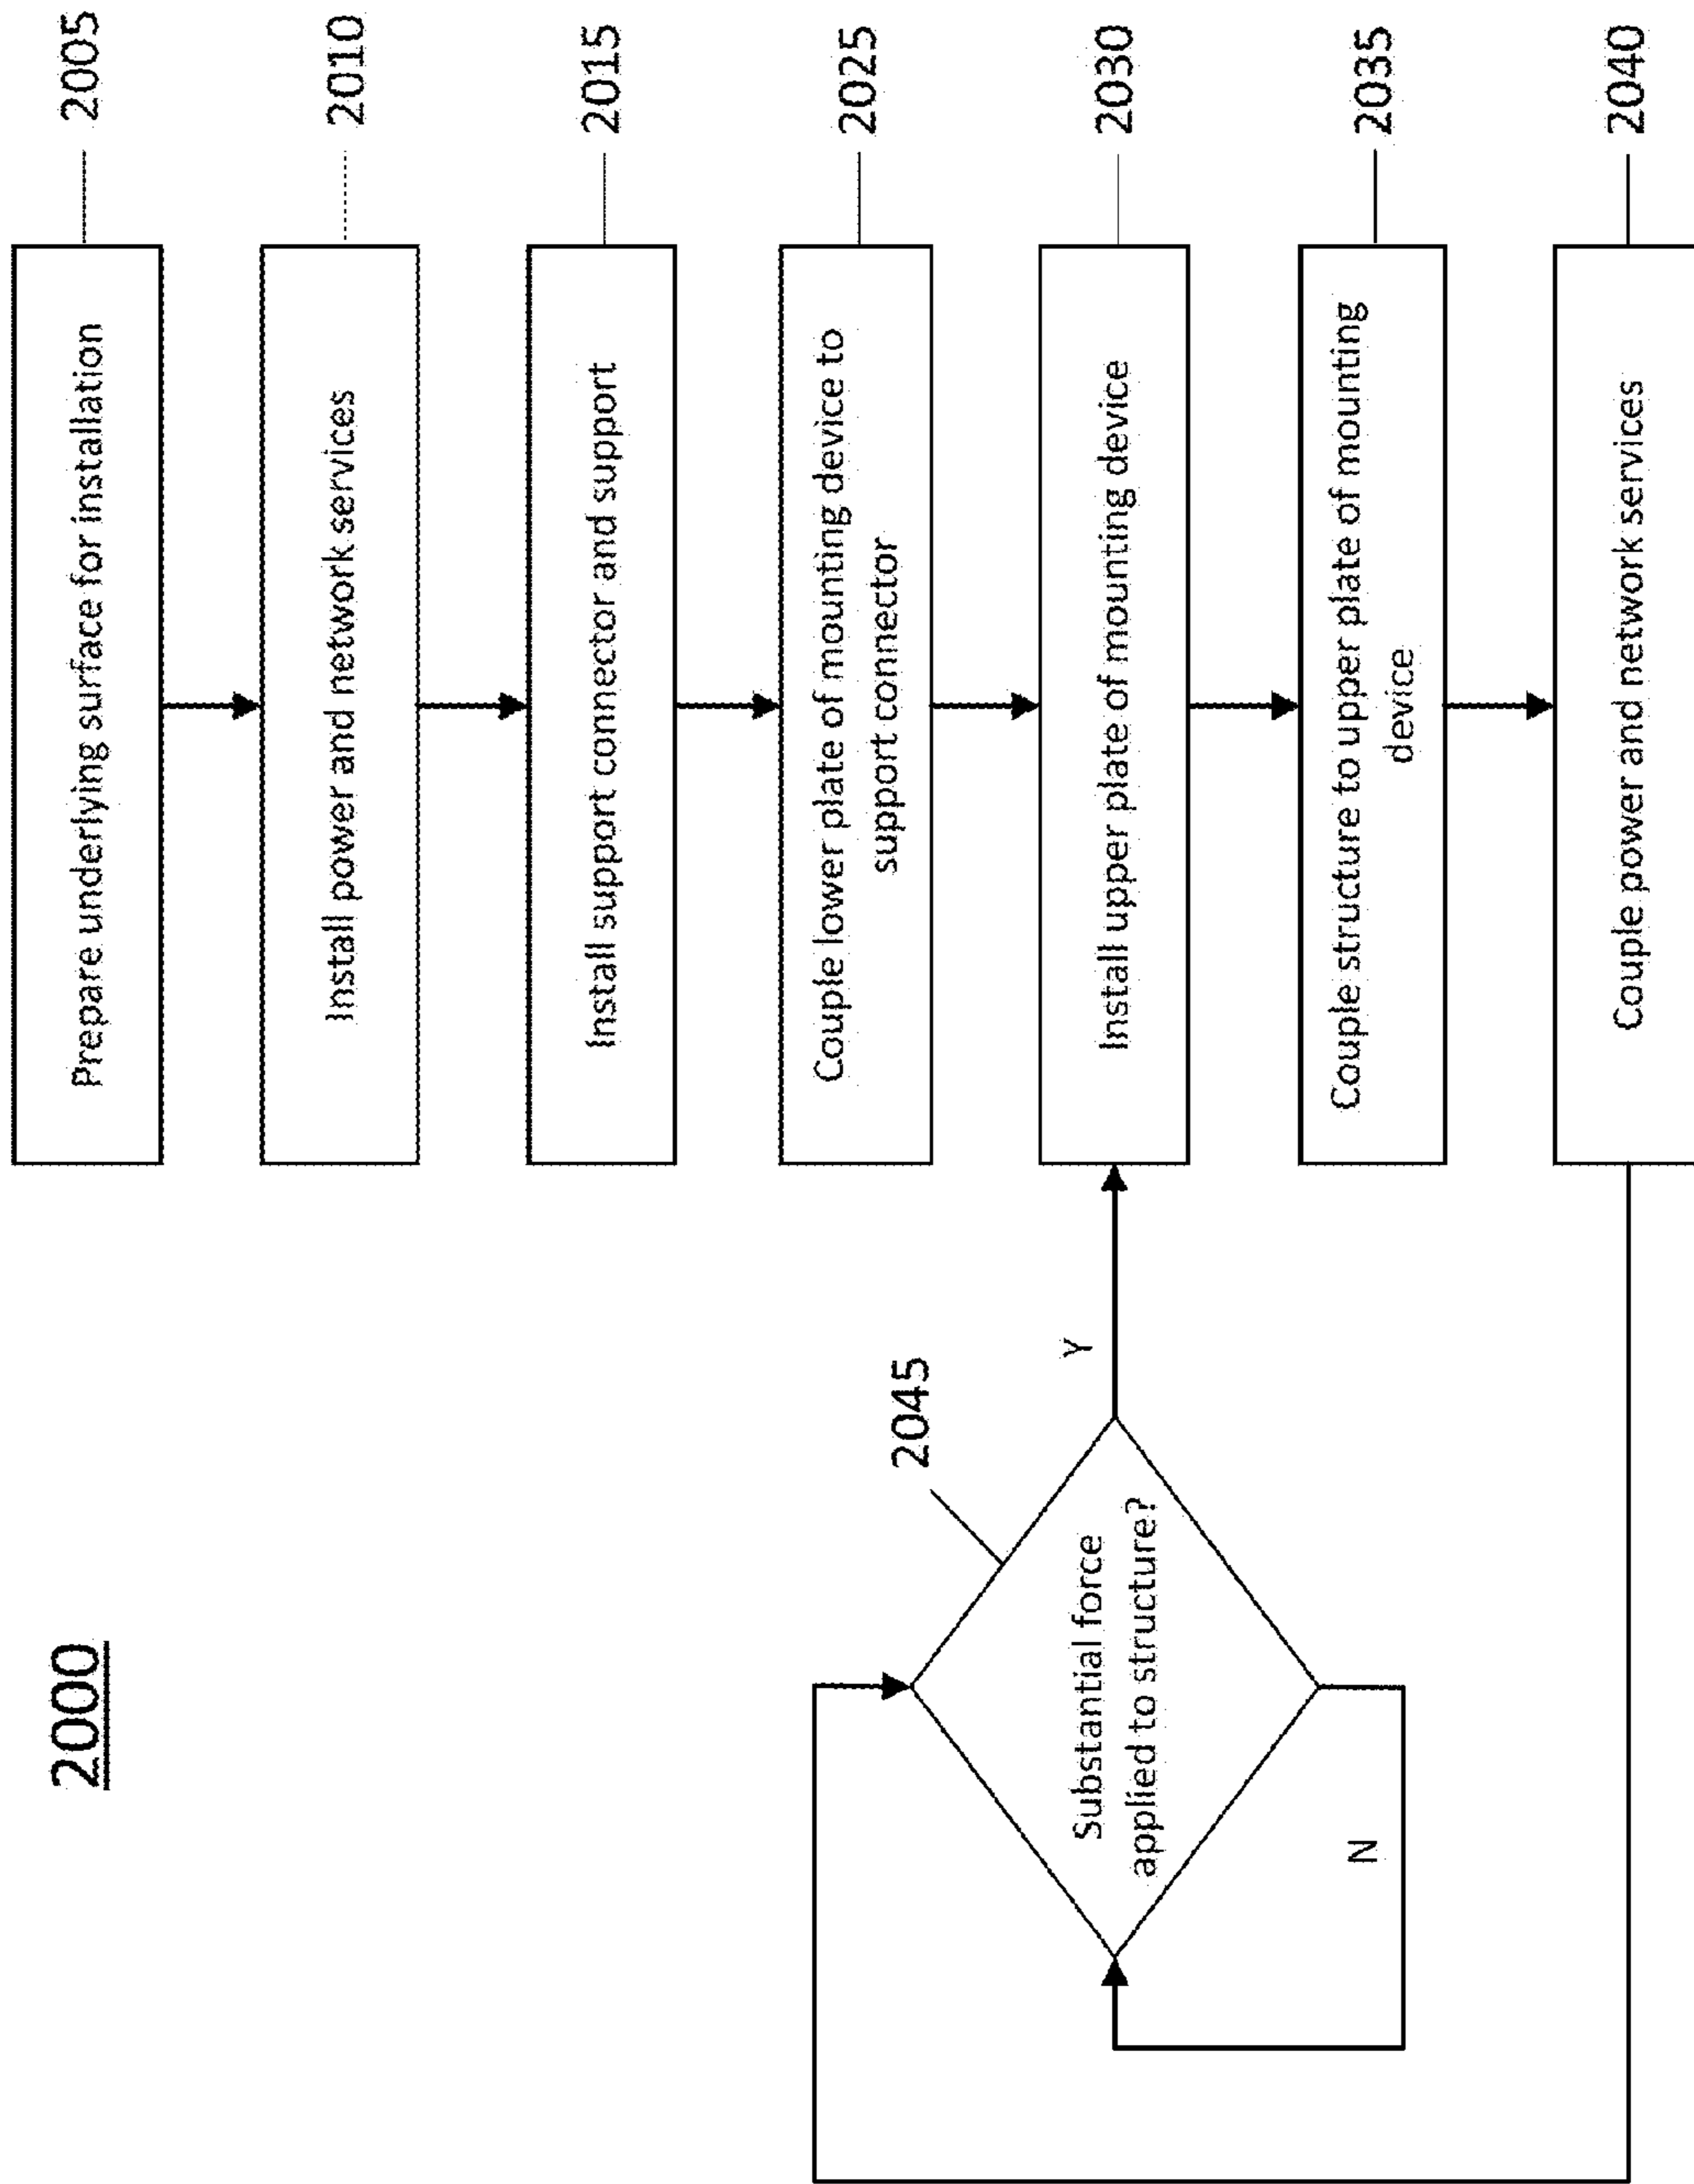 2000
Prepare underlying surface for installation
2005
Install power and network services
2010
Install support connector and support
2015
Couple lower plate of mounting device to
support connector
2025
Install upper plate of mounting device
2030
Couple structure to upper plate of mounting
device
2035
Couple power and network services
2040
2045
Substantial force
applied to structure?
Y
N